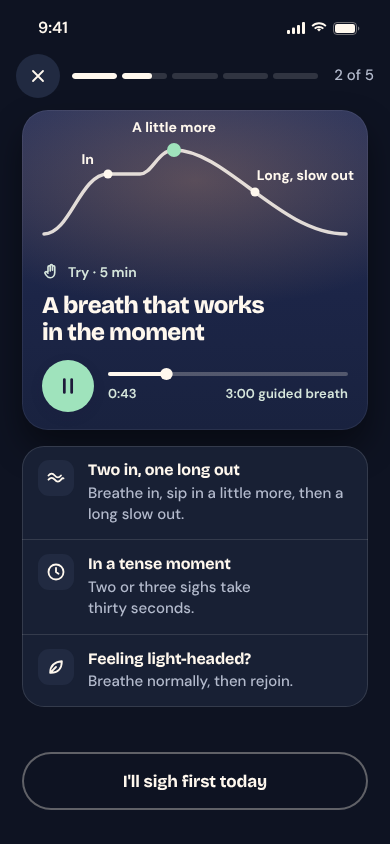 9:41
2 of 5
A little more
In
Long, slow out
Try · 5 min
A breath that works
in the moment
0:43
3:00 guided breath
Two in, one long out
Breathe in, sip in a little more, then a
long slow out.
In a tense moment
Two or three sighs take
thirty seconds.
Feeling light-headed?
Breathe normally, then rejoin.
I'll sigh first today